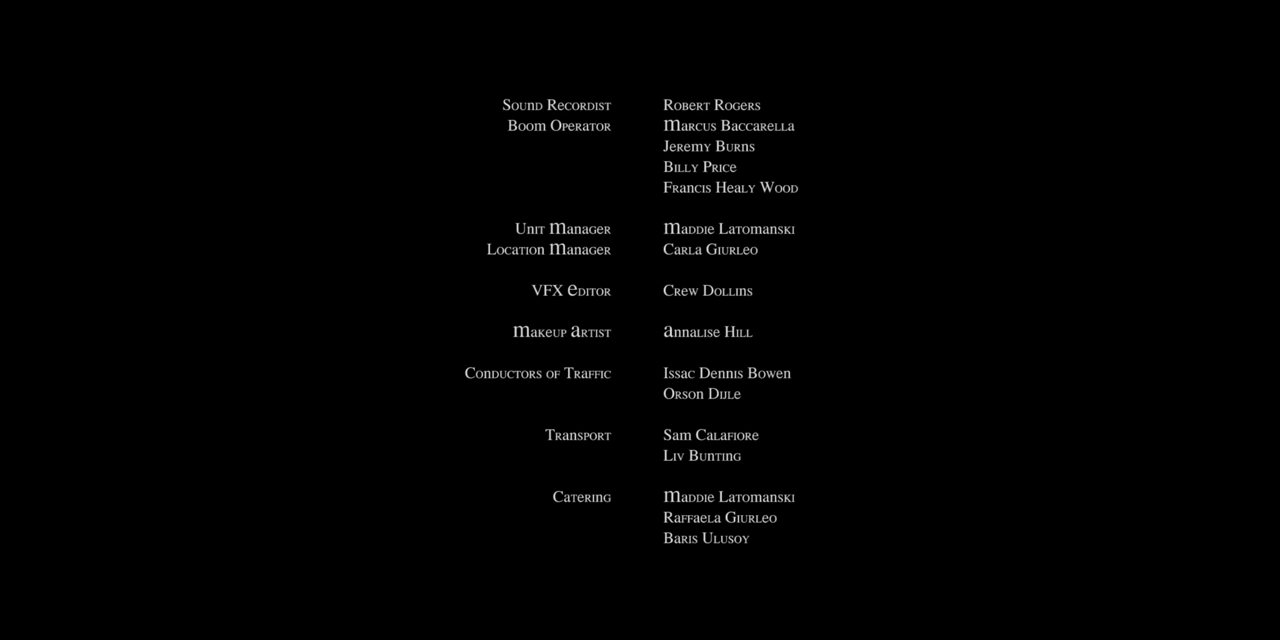 Sound Recordist Robert Rogers
Boom Operator Marcus Baccarella
Jeremy Burns
Billy Price
Francis Healy Wood
Unit Manager Maddie Latomanski
Location Manager Carla Giurleo
VFX Editor Crew Dollins
Makeup Artist Annalise Hill
Conductors of Traffic Issac Dennis Bowen
Orson Dijle
Transport Sam Calafiore
Liv Bunting
Catering Maddie Latomanski
Raffaela Giurleo
Baris Ulusoy